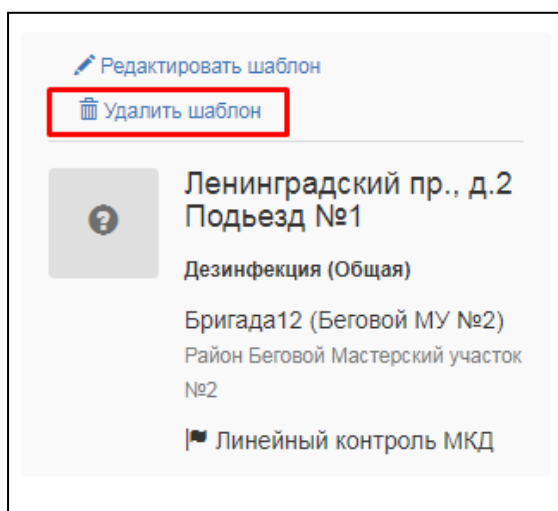 Редактировать шаблон
Удалить шаблон
Ленинградский пр., д.2
Подьезд №1
Дезинфекция (Общая)
Бригада12 (Беговой МУ №2)
Район Беговой Мастерский участок
№2
Линейный контроль МКД